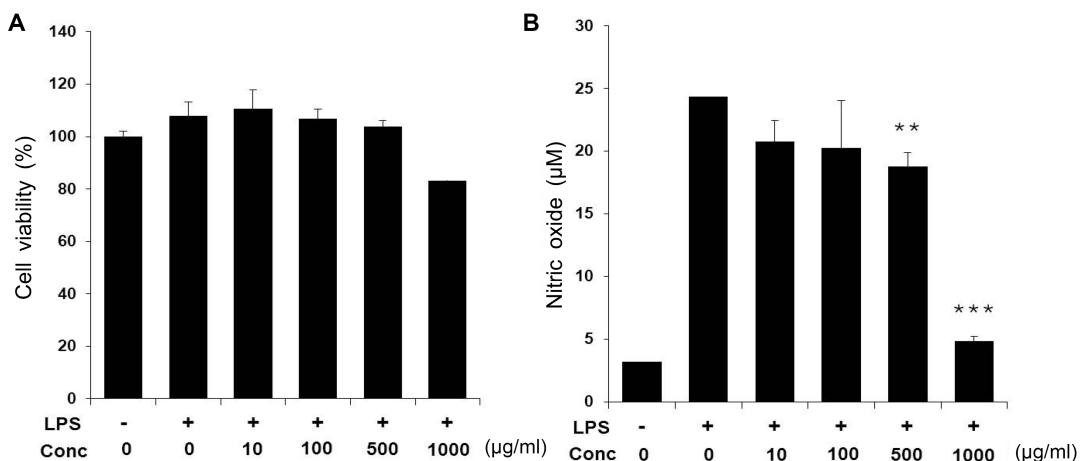 A
Cell viability (%)
140
120
100
80
60
40
20
0
LPS - + + + + +
Conc 0 0 10 100 500 1000 (µg/ml)
B
Nitric oxide (µM)
30
25
20
15
10
5
0
**
***
LPS - + + + + +
Conc 0 0 10 100 500 1000 (µg/ml)